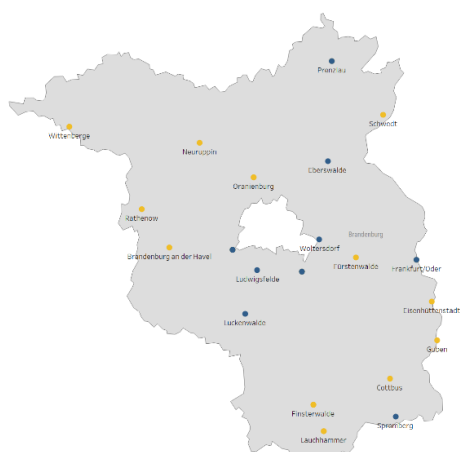 Prenzlau
Schwedt
Wittenberge
Neuruppin
Eberswalde
Oranienburg
Rathenow
Brandenburg
Woltersdorf
Brandenburg an der Havel
Fürstenwalde
Frankfurt/Oder
Ludwigsfelde
Eisenhüttenstadt
Luckenwalde
Guben
Cottbus
Finsterwalde
Spremberg
Lauchhammer